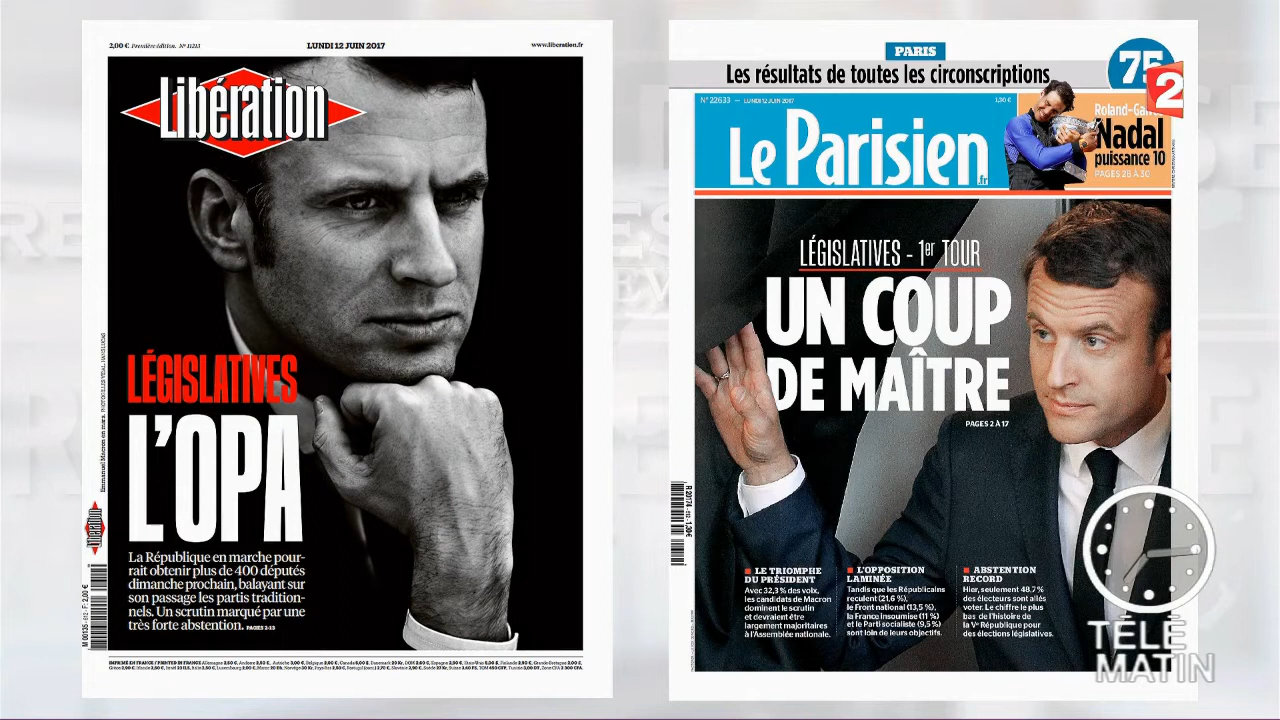 2,00 € Première édition. Nº 11213
LUNDI 12 JUIN 2017
www.liberation.fr
Libération
LÉGISLATIVES
L'OPA
La République en marche pour-
rait obtenir plus de 400 députés
dimanche prochain, balayant sur
son passage les partis tradition-
nels. Un scrutin marqué par une
très forte abstention. PAGES 2-13
Libération
PARIS
Les résultats de toutes les circonscriptions
75
2
N° 22633 — LUNDI 12 JUIN 2017
1,30 €
Le Parisien
.fr
Nadal
puissance 10
PAGES 28 À 30
LÉGISLATIVES - 1er TOUR
UN COUP
DE MAÎTRE
PAGES 2 À 17
LE TRIOMPHE
DU PRÉSIDENT
Avec 32,3 % des voix,
les candidats de Macron
dominent le scrutin
et devraient être
largement majoritaires
à l'Assemblée nationale.
L'OPPOSITION
LAMINÉE
Tandis que les Républicains
reculent (21,6 %),
le Front national (13,5 %),
la France Insoumise (11 %)
et le Parti socialiste (9,5 %)
sont loin de leurs objectifs.
ABSTENTION
RECORD
Hier, seulement 48,7 %
des électeurs sont allés
voter. Le chiffre le plus
bas de l'histoire de
la Ve République pour
des élections législatives.
TÉLÉ
MATIN